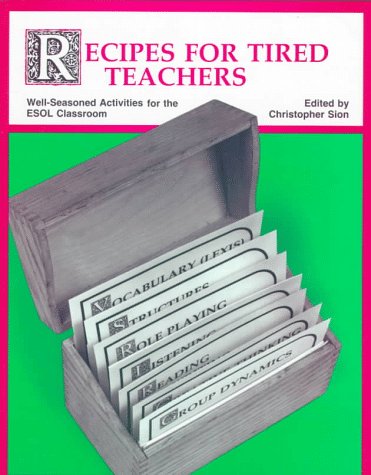 RECIPES FOR TIRED
TEACHERS
Well-Seasoned Activities for the
ESOL Classroom
Edited by
Christopher Sion
VOCABULARY (LEXIS)
STRUCTURES
ROLE PLAYING
LISTENING
READING
THINKING
GROUP DYNAMICS